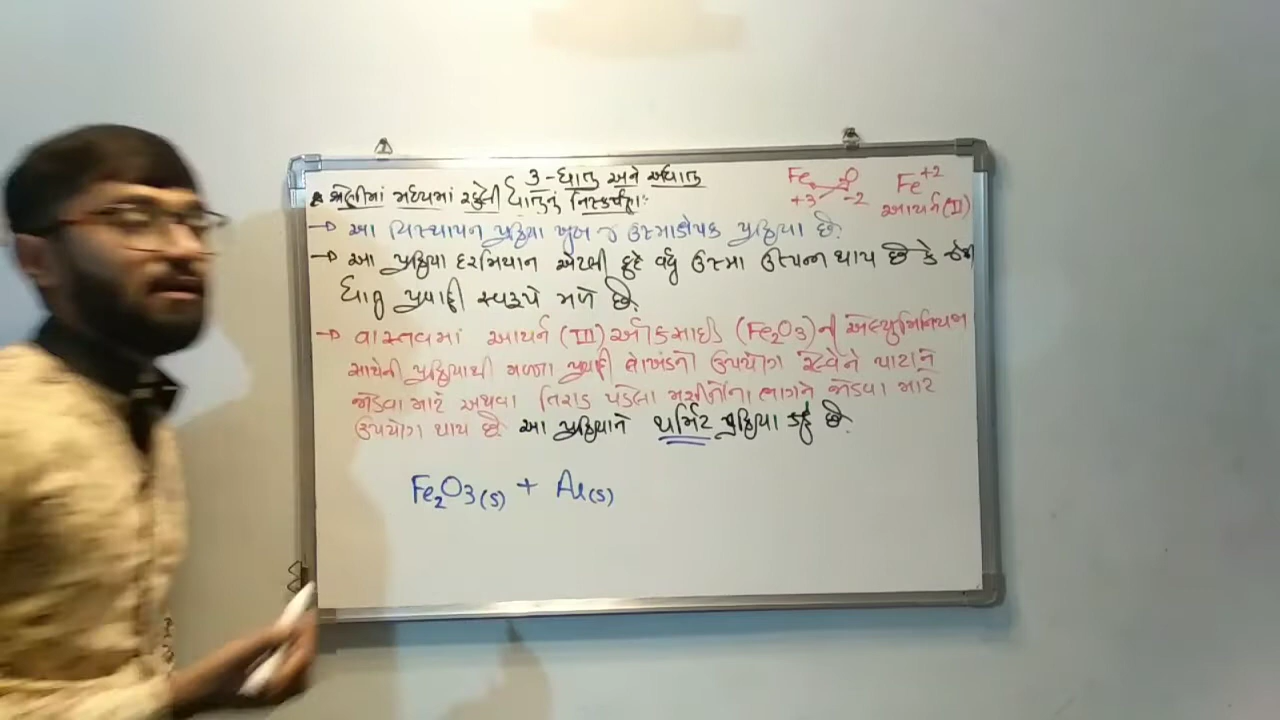 3-ધાતુ અને અધાતુ
શ્રેણીમાં મધ્યમાં રહેલી ધાતુનું નિષ્કર્ષણ:
Fe O
+3 -2
Fe+2
આયર્ન (II)
→ આ વિસ્થાપન પ્રક્રિયા ખુબ જ ઉષ્માક્ષેપક પ્રક્રિયા છે.
→ આ પ્રક્રિયા દરમિયાન એટલી હદે વધુ ઉષ્મા ઉત્પન્ન થાય છે કે જેથી
ધાતુ પ્રવાહી સ્વરૂપે મળે છે.
→ વાસ્તવમાં આયર્ન (III) ઓક્સાઈડ (Fe2O3) ની એલ્યુમિનિયમ
સાથેની પ્રક્રિયાથી મળતા પ્રવાહી લોખંડનો ઉપયોગ રેલ્વેને પાટાને
જોડવા માટે અથવા તિરાડ પડેલા મશીનોના ભાગને જોડવા માટે
ઉપયોગ થાય છે. આ પ્રક્રિયાને થર્મિટ પ્રક્રિયા કહે છે.
Fe2O3(s) + Al(s)